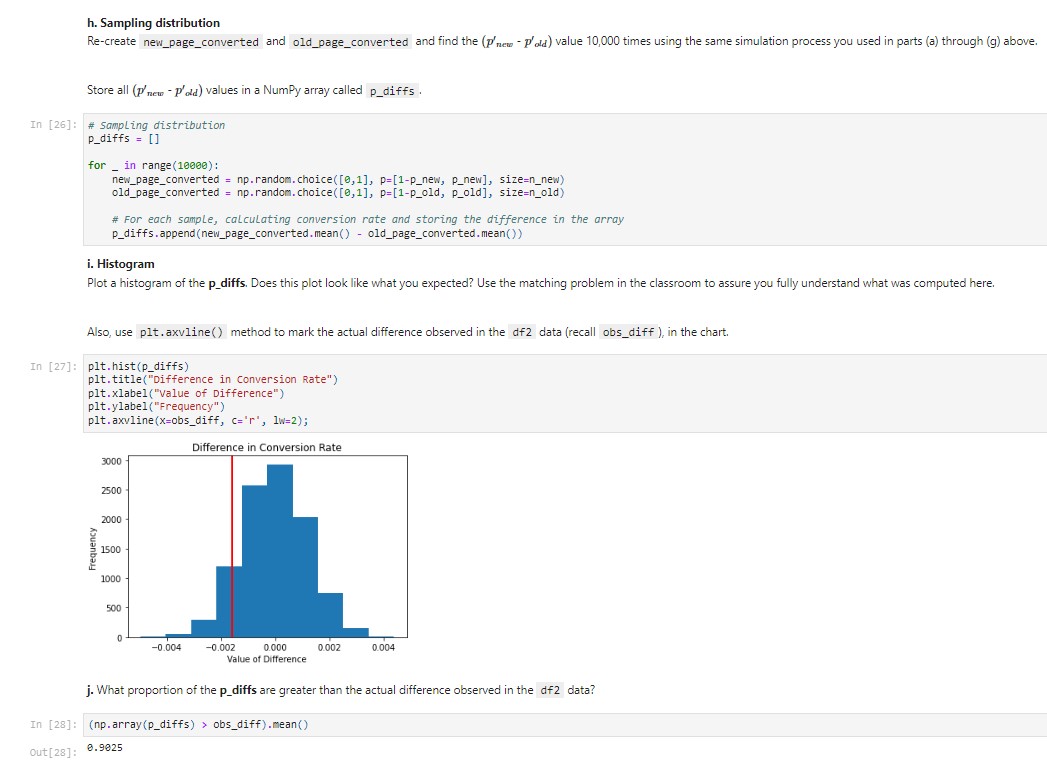 h. Sampling distribution
Re-create new_page_converted and old_page_converted and find the (p'new - p'old) value 10,000 times using the same simulation process you used in parts (a) through (g) above.
Store all (p'new - p'old) values in a NumPy array called p_diffs .
In [26]: # Sampling distribution
p_diffs = []
for _ in range(10000):
    new_page_converted = np.random.choice([0,1], p=[1-p_new, p_new], size=n_new)
    old_page_converted = np.random.choice([0,1], p=[1-p_old, p_old], size=n_old)
    # For each sample, calculating conversion rate and storing the difference in the array
    p_diffs.append(new_page_converted.mean() - old_page_converted.mean())
i. Histogram
Plot a histogram of the p_diffs. Does this plot look like what you expected? Use the matching problem in the classroom to assure you fully understand what was computed here.
Also, use plt.axvline() method to mark the actual difference observed in the df2 data (recall obs_diff ), in the chart.
In [27]: plt.hist(p_diffs)
plt.title("Difference in Conversion Rate")
plt.xlabel("Value of Difference")
plt.ylabel("Frequency")
plt.axvline(x=obs_diff, c='r', lw=2);
Difference in Conversion Rate
3000
2500
2000
1500
1000
500
0
Frequency
−0.004 −0.002 0.000 0.002 0.004
Value of Difference
j. What proportion of the p_diffs are greater than the actual difference observed in the df2 data?
In [28]: (np.array(p_diffs) > obs_diff).mean()
Out[28]: 0.9025